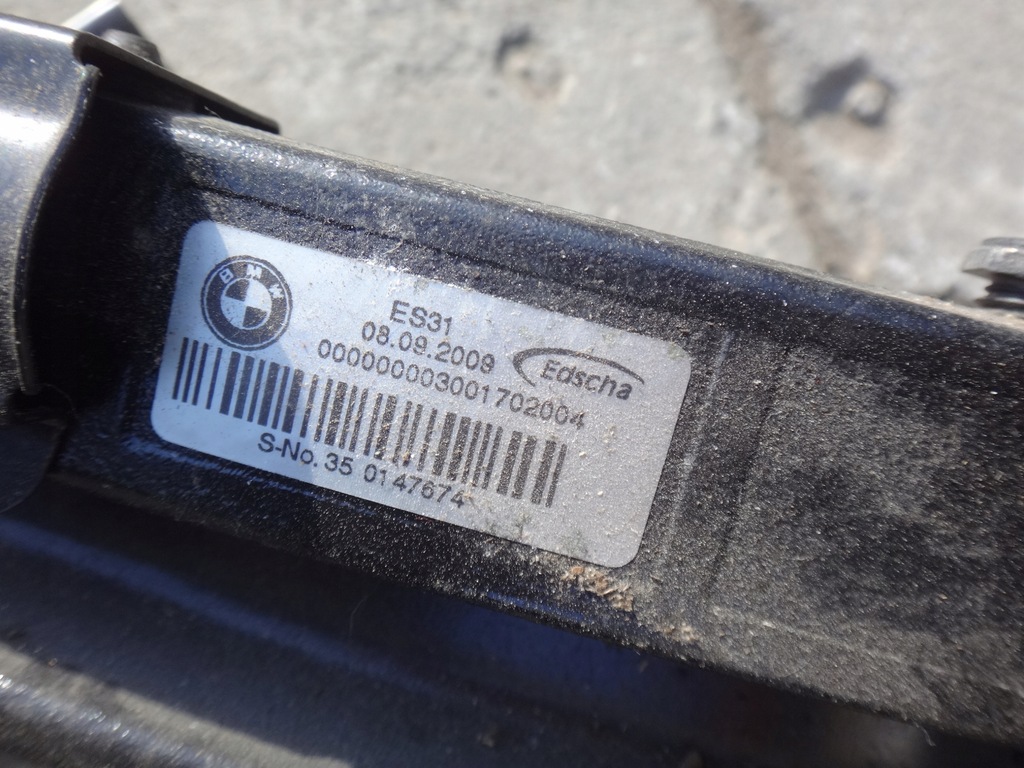 BMW
ES31
08.09.2009
Edscha
000000003001702004
S-No. 35 0147674